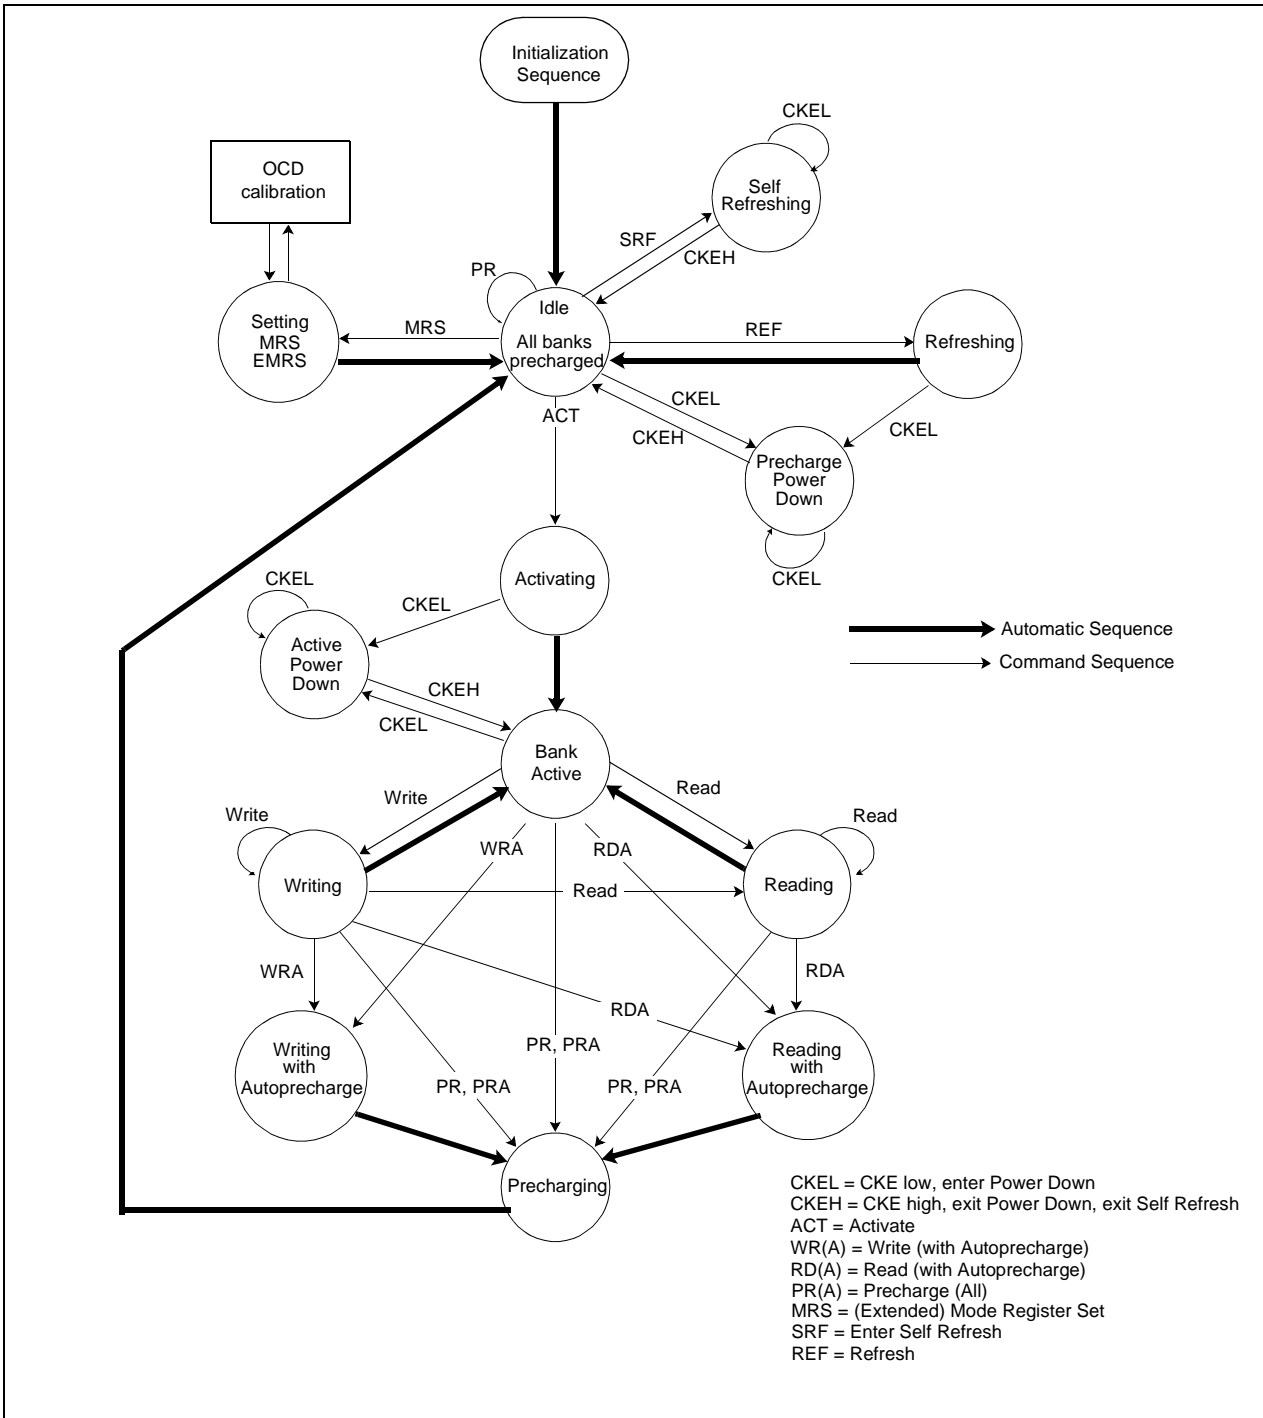 Initialization
Sequence
CKEL
OCD
calibration
Self
Refreshing
SRF
CKEH
PR
Idle
All banks
precharged
Setting
MRS
EMRS
MRS
REF
Refreshing
CKEL
CKEH
CKEL
ACT
Precharge
Power
Down
CKEL
Activating
CKEL
CKEL
Active
Power
Down
CKEH
CKEL
Automatic Sequence
Command Sequence
Bank
Active
Write
Read
Write
Read
WRA
RDA
Writing
Read
Reading
WRA
RDA
RDA
Writing
with
Autoprecharge
PR, PRA
Reading
with
Autoprecharge
PR, PRA
PR, PRA
Precharging
CKEL = CKE low, enter Power Down
CKEH = CKE high, exit Power Down, exit Self Refresh
ACT = Activate
WR(A) = Write (with Autoprecharge)
RD(A) = Read (with Autoprecharge)
PR(A) = Precharge (All)
MRS = (Extended) Mode Register Set
SRF = Enter Self Refresh
REF = Refresh